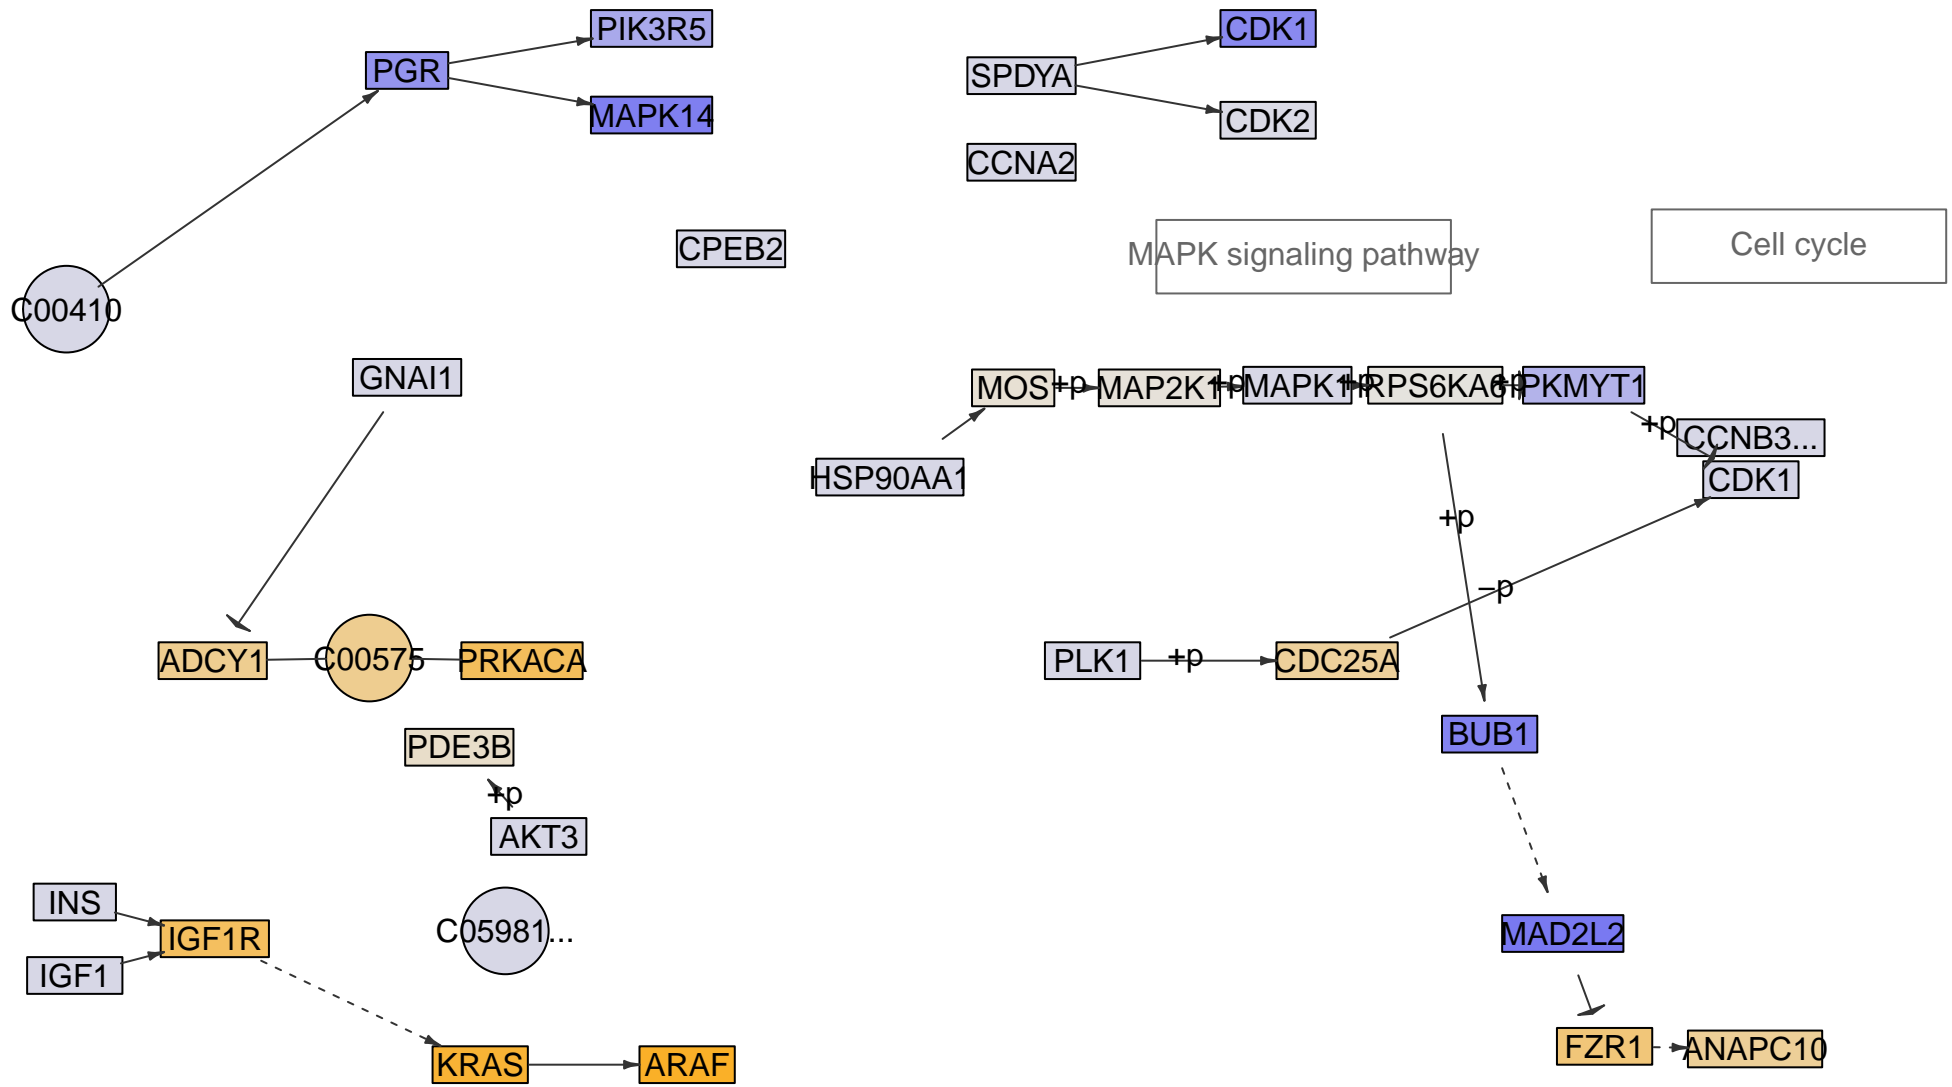 PIK3R5
CDK1
PGR
SPDYA
MAPK14
CDK2
CCNA2
CPEB2
MAPK signaling pathway
Cell cycle
C00410
GNAI1
MOS
+p
MAP2K1
+p
MAPK1
+p
RPS6KA6
+p
PKMYT1
+p
CCNB3...
HSP90AA1
CDK1
+p
–p
ADCY1
C00575
PRKACA
PLK1
+p
CDC25A
BUB1
PDE3B
+p
AKT3
INS
IGF1R
C05981...
MAD2L2
IGF1
KRAS
ARAF
FZR1
ANAPC10